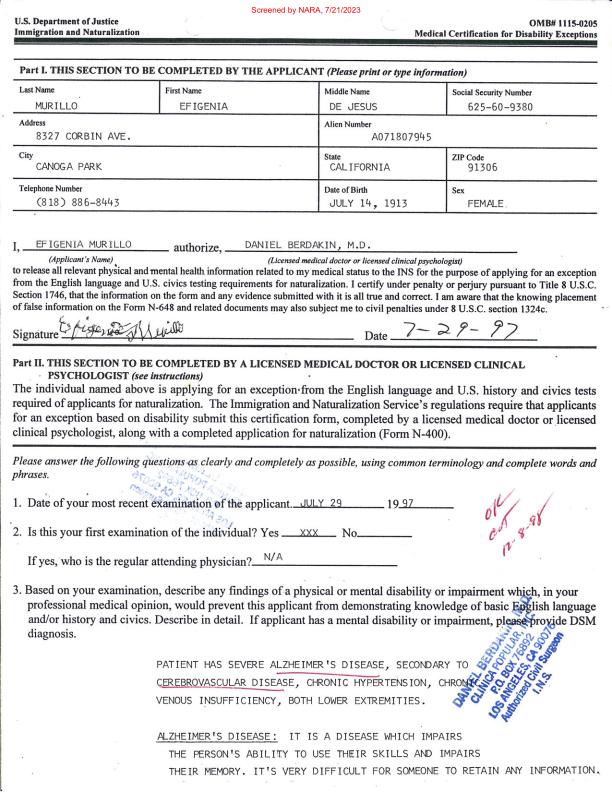 Screened by NARA, 7/21/2023
U.S. Department of Justice
Immigration and Naturalization
OMB# 1115-0205
Medical Certification for Disability Exceptions
Part I. THIS SECTION TO BE COMPLETED BY THE APPLICANT (Please print or type information)
Last Name First Name Middle Name Social Security Number
MURILLO EFIGENIA DE JESUS 625-60-9380
Address Alien Number
8327 CORBIN AVE. A071807945
City State ZIP Code
CANOGA PARK CALIFORNIA 91306
Telephone Number Date of Birth Sex
(818) 886-8443 JULY 14, 1913 FEMALE
I, EFIGENIA MURILLO authorize, DANIEL BERDAKIN, M.D.
(Applicant's Name) (Licensed medical doctor or licensed clinical psychologist)
to release all relevant physical and mental health information related to my medical status to the INS for the purpose of applying for an exception
from the English language and U.S. civics testing requirements for naturalization. I certify under penalty or perjury pursuant to Title 8 U.S.C.
Section 1746, that the information on the form and any evidence submitted with it is all true and correct. I am aware that the knowing placement
of false information on the Form N-648 and related documents may also subject me to civil penalties under 8 U.S.C. section 1324c.
Signature Efigenia Murillo Date 7-29-97
Part II. THIS SECTION TO BE COMPLETED BY A LICENSED MEDICAL DOCTOR OR LICENSED CLINICAL
PSYCHOLOGIST (see instructions)
The individual named above is applying for an exception from the English language and U.S. history and civics tests
required of applicants for naturalization. The Immigration and Naturalization Service's regulations require that applicants
for an exception based on disability submit this certification form, completed by a licensed medical doctor or licensed
clinical psychologist, along with a completed application for naturalization (Form N-400).
Please answer the following questions as clearly and completely as possible, using common terminology and complete words and
phrases.
1. Date of your most recent examination of the applicant. JULY 29 19 97
2. Is this your first examination of the individual? Yes XXX No
If yes, who is the regular attending physician? N/A
OK
12-8-98
3. Based on your examination, describe any findings of a physical or mental disability or impairment which, in your
professional medical opinion, would prevent this applicant from demonstrating knowledge of basic English language
and/or history and civics. Describe in detail. If applicant has a mental disability or impairment, please provide DSM
diagnosis.
PATIENT HAS SEVERE ALZHEIMER'S DISEASE, SECONDARY TO
CEREBROVASCULAR DISEASE, CHRONIC HYPERTENSION, CHRONIC
VENOUS INSUFFICIENCY, BOTH LOWER EXTREMITIES.
DANIEL BERDAKIN, M.D.
CLINICA POPULAR, INC.
P.O. BOX 76892
LOS ANGELES, CA 90076
Authorized Civil Surgeon
I.N.S.
ALZHEIMER'S DISEASE: IT IS A DISEASE WHICH IMPAIRS
THE PERSON'S ABILITY TO USE THEIR SKILLS AND IMPAIRS
THEIR MEMORY. IT'S VERY DIFFICULT FOR SOMEONE TO RETAIN ANY INFORMATION.